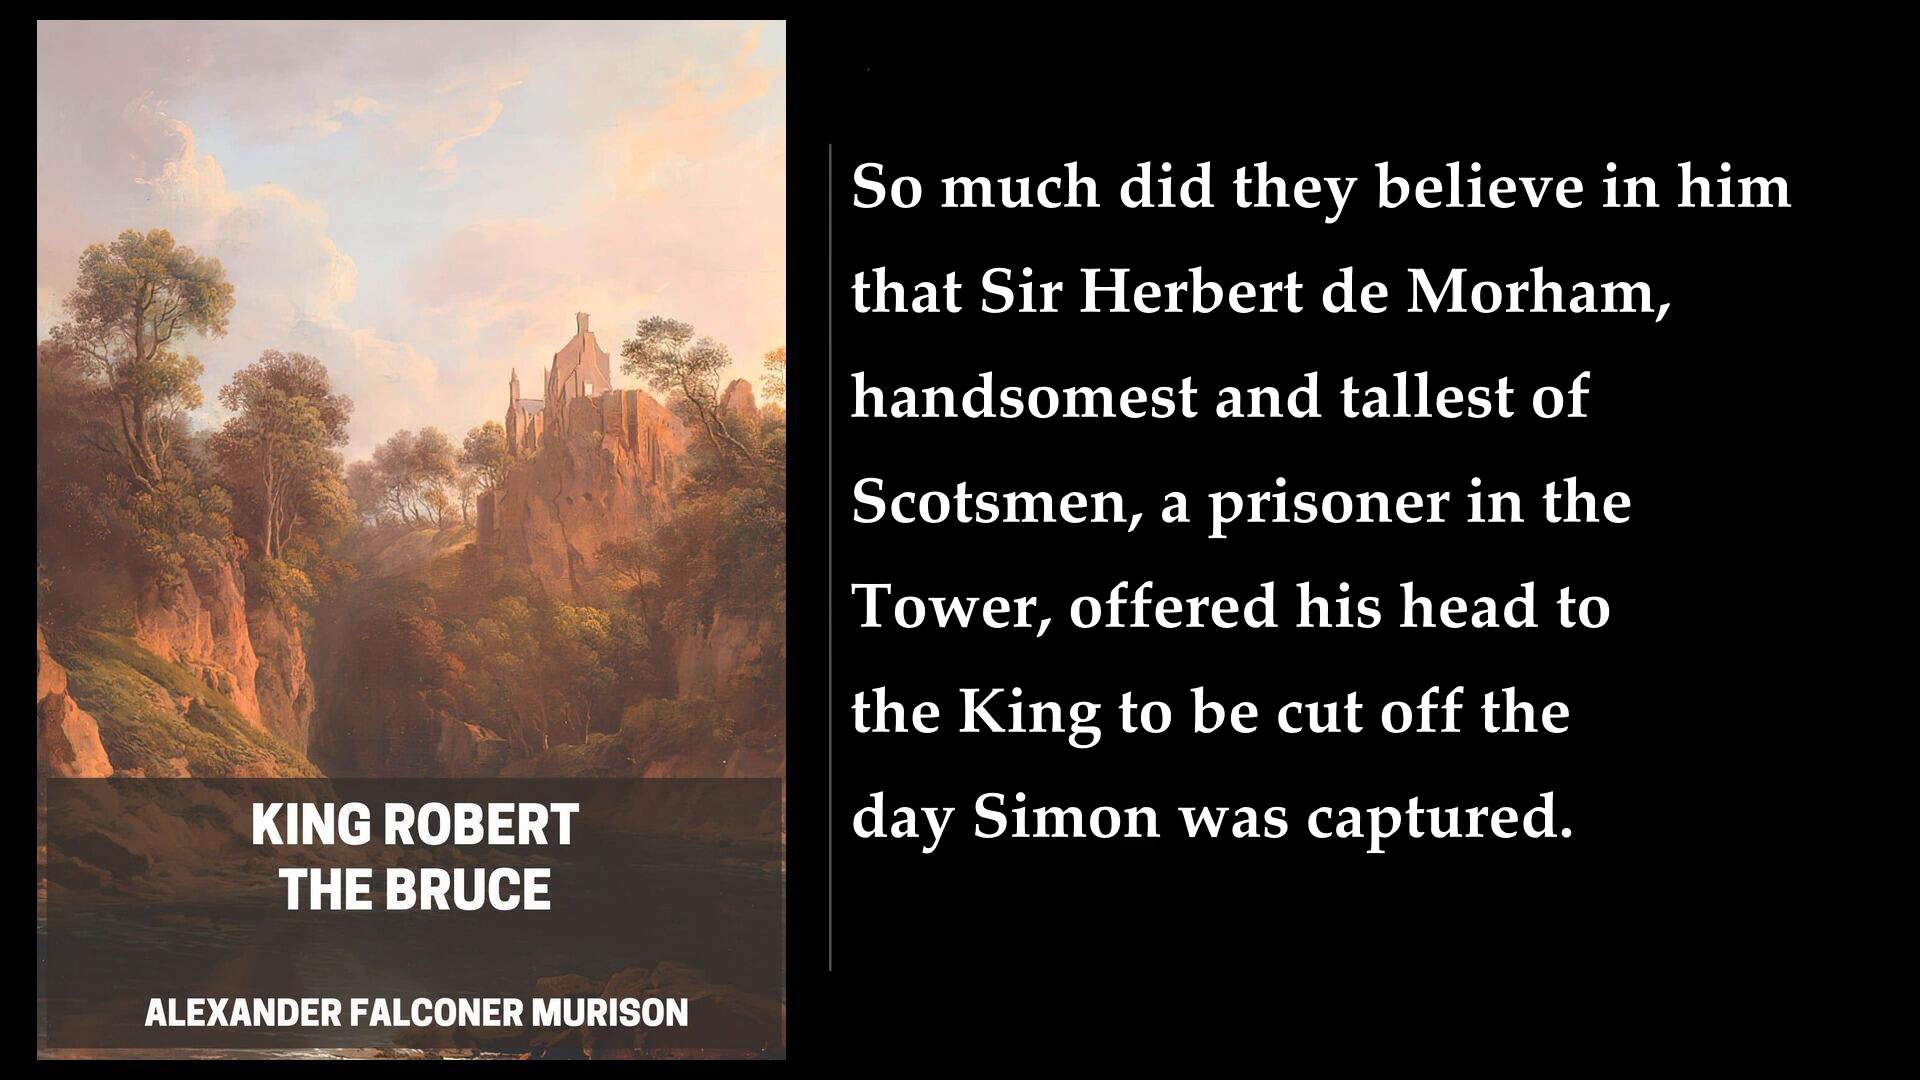 KING ROBERT
THE BRUCE
ALEXANDER FALCONER MURISON
So much did they believe in him
that Sir Herbert de Morham,
handsomest and tallest of
Scotsmen, a prisoner in the
Tower, offered his head to
the King to be cut off the
day Simon was captured.